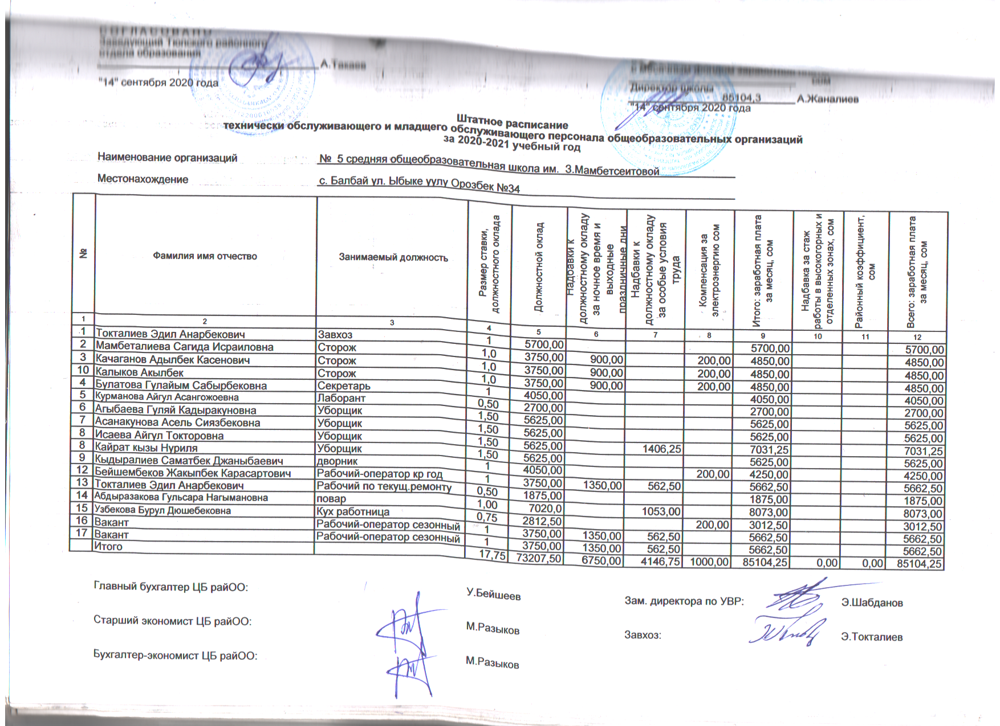 СОГЛАСОВАНО
Заведующий Тюпского районного
отдела образования
А.Такаев
"14" сентября 2020 года
сом
Директор школы
85104,3 А.Жаналиев
"14" сентября 2020 года
Штатное расписание
технически обслуживающего и младщего обслуживающего персонала общеобразовательных организаций
за 2020-2021 учебный год
Наименование организаций № 5 средняя общеобразовательная школа им. З.Мамбетсеитовой
Местонахождение с. Балбай ул. Ыбыке уулу Орозбек №34
№ Фамилия имя отчество Занимаемый должность Размер ставки, должностного оклада Должностной оклад Надбавки к должностному окладу за ночное время и выходные праздничные дни Надбавки к должностному окладу за особые условия труда Компенсация за электроэнергию сом Итого: заработная плата за месяц, сом Надбавка за стаж работы в высокогорных и отделенных зонах, сом Районный коэффициент, сом Всего: заработная плата за месяц, сом
1 2 3 4 5 6 7 8 9 10 11 12
1 Токталиев Эдил Анарбекович Завхоз 1 5700,00 5700,00 5700,00
2 Мамбеталиева Сагида Исраиловна Сторож 1,0 3750,00 900,00 200,00 4850,00 4850,00
3 Качаганов Адылбек Касенович Сторож 1,0 3750,00 900,00 200,00 4850,00 4850,00
10 Калыков Акылбек Сторож 1,0 3750,00 900,00 200,00 4850,00 4850,00
4 Булатова Гулайым Сабырбековна Секретарь 1 4050,00 4050,00 4050,00
5 Курманова Айгул Асангожоевна Лаборант 0,50 2700,00 2700,00 2700,00
6 Агыбаева Гуляй Кадыракуновна Уборщик 1,50 5625,00 5625,00 5625,00
7 Асанакунова Асель Сиязбековна Уборщик 1,50 5625,00 5625,00 5625,00
8 Исаева Айгул Токторовна Уборщик 1,50 5625,00 1406,25 7031,25 7031,25
8 Кайрат кызы Нуриля Уборщик 1,50 5625,00 5625,00 5625,00
9 Кыдыралиев Саматбек Джаныбаевич дворник 1 4050,00 200,00 4250,00 4250,00
12 Бейшембеков Жакыпбек Карасартович Рабочий-оператор кр год 1 3750,00 1350,00 562,50 5662,50 5662,50
13 Токталиев Эдил Анарбекович Рабочий по текущ.ремонту 0,50 1875,00 1875,00 1875,00
14 Абдыразакова Гульсара Нагымановна повар 1,00 7020,0 1053,00 8073,00 8073,00
15 Узбекова Бурул Дюшебековна Кух работница 0,75 2812,50 200,00 3012,50 3012,50
16 Вакант Рабочий-оператор сезонный 1 3750,00 1350,00 562,50 5662,50 5662,50
17 Вакант Рабочий-оператор сезонный 1 3750,00 1350,00 562,50 5662,50 5662,50
Итого 17,75 73207,50 6750,00 4146,75 1000,00 85104,25 0,00 0,00 85104,25
Главный бухгалтер ЦБ райОО: У.Бейшеев
Зам. директора по УВР: Э.Шабданов
Старший экономист ЦБ райОО: М.Разыков
Завхоз: Э.Токталиев
Бухгалтер-экономист ЦБ райОО: М.Разыков